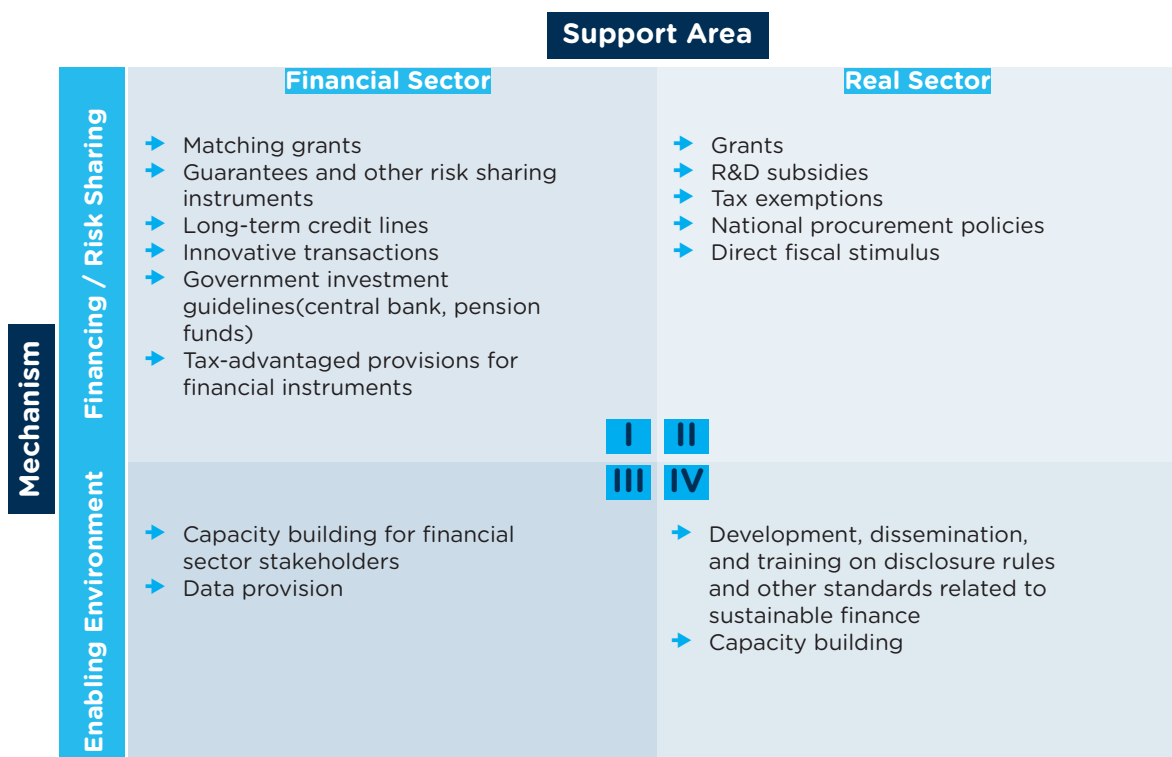 Support Area
Financial Sector
Real Sector
Mechanism
Financing / Risk Sharing
Matching grants
Guarantees and other risk sharing
instruments
Long-term credit lines
Innovative transactions
Government investment
guidelines(central bank, pension
funds)
Tax-advantaged provisions for
financial instruments
Grants
R&D subsidies
Tax exemptions
National procurement policies
Direct fiscal stimulus
I
II
III
IV
Enabling Environment
Capacity building for financial
sector stakeholders
Data provision
Development, dissemination,
and training on disclosure rules
and other standards related to
sustainable finance
Capacity building